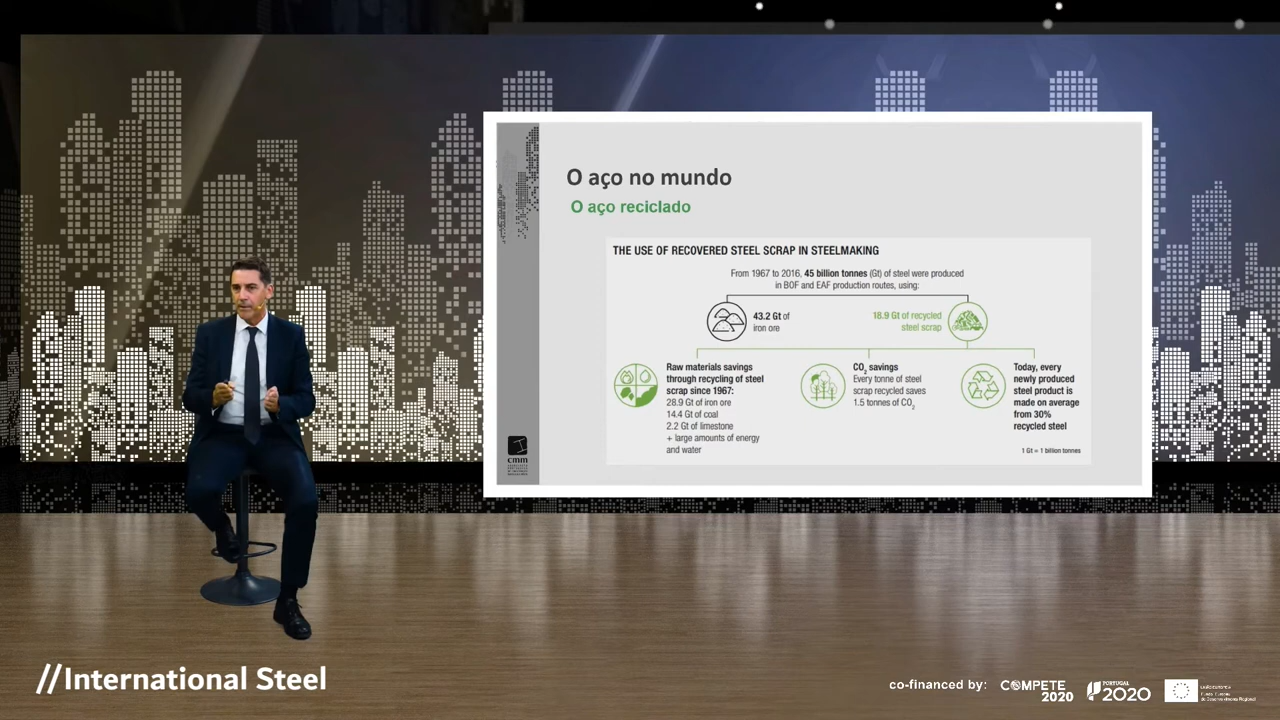 O aço no mundo
O aço reciclado
THE USE OF RECOVERED STEEL SCRAP IN STEELMAKING
From 1967 to 2016, 45 billion tonnes (Gt) of steel were produced
in BOF and EAF production routes, using:
43.2 Gt of
iron ore
18.9 Gt of recycled
steel scrap
Raw materials savings
through recycling of steel
scrap since 1967:
28.9 Gt of iron ore
14.4 Gt of coal
2.2 Gt of limestone
+ large amounts of energy
and water
CO2 savings
Every tonne of steel
scrap recycled saves
1.5 tonnes of CO2
Today, every
newly produced
steel product is
made on average
from 30%
recycled steel
1 Gt = 1 billion tonnes
cmm
//International Steel
co-financed by:
COMPETE
2020
PORTUGAL
2020